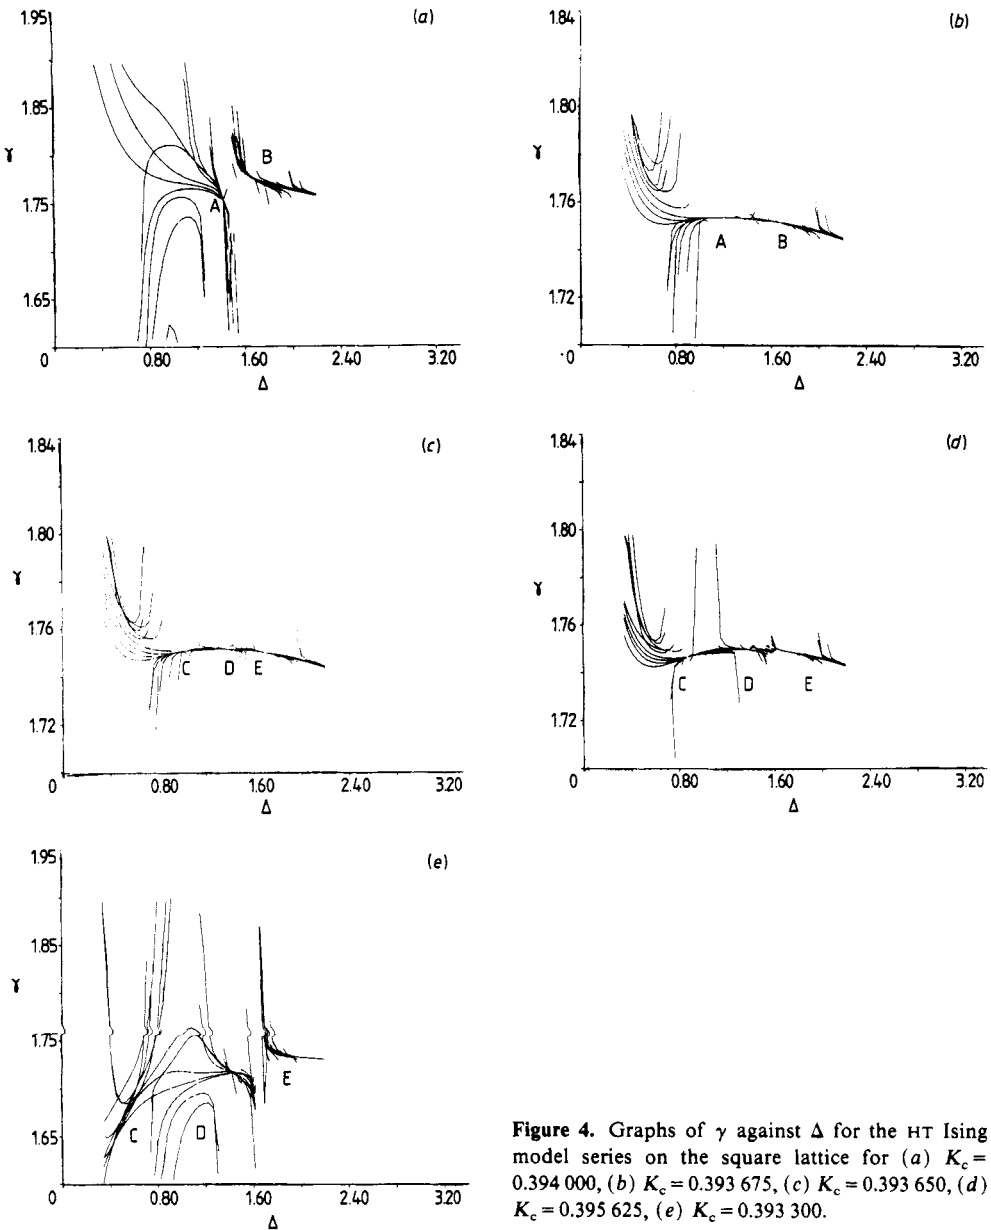 (a)
1.95
1.85
γ
1.75
1.65
A
B
0 0.80 1.60 2.40 3.20
Δ
(b)
1.84
1.80
γ
1.76
1.72
A B
0 0.80 1.60 2.40 3.20
Δ
(c)
1.84
1.80
γ
1.76
1.72
C D E
0 0.80 1.60 2.40 3.20
Δ
(d)
1.84
1.80
γ
1.76
1.72
C D E
0 0.80 1.60 2.40 3.20
Δ
(e)
1.95
1.85
γ
1.75
1.65
C D E
0 0.80 1.60 2.40 3.20
Δ
Figure 4. Graphs of γ against Δ for the HT Ising
model series on the square lattice for (a) K_c =
0.394 000, (b) K_c = 0.393 675, (c) K_c = 0.393 650, (d)
K_c = 0.395 625, (e) K_c = 0.393 300.